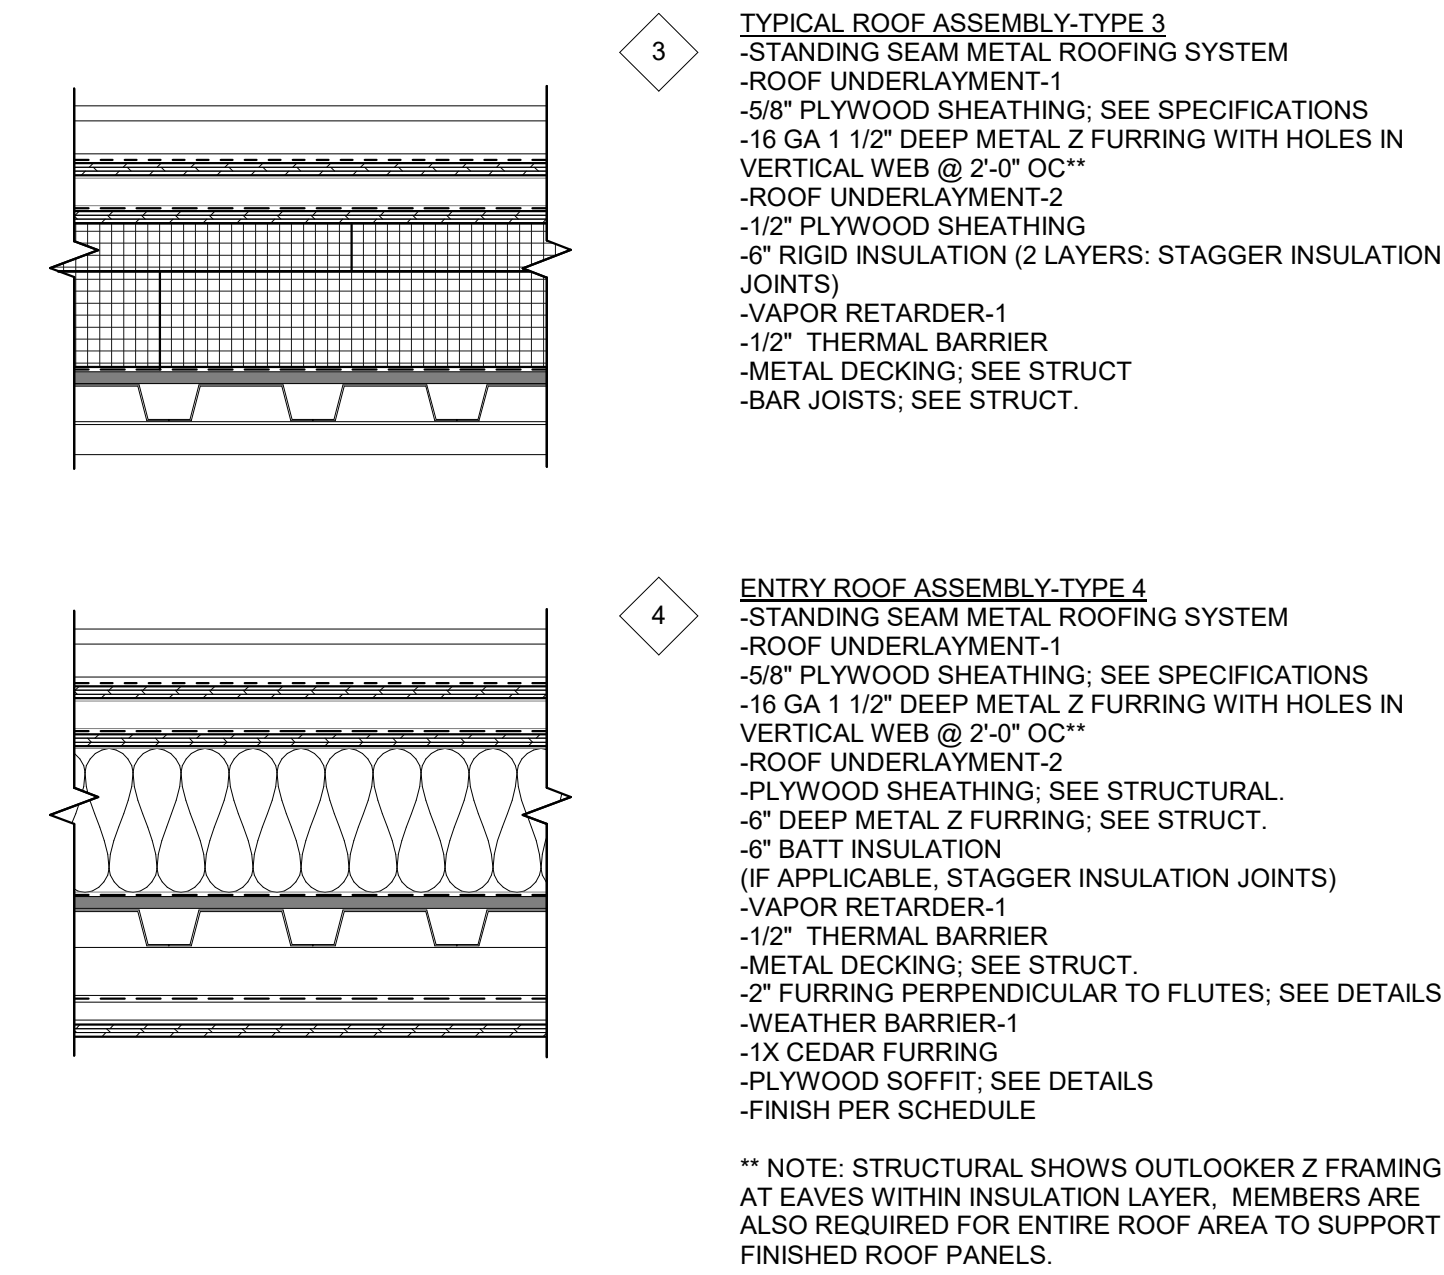 3
TYPICAL ROOF ASSEMBLY-TYPE 3
-STANDING SEAM METAL ROOFING SYSTEM
-ROOF UNDERLAYMENT-1
-5/8" PLYWOOD SHEATHING; SEE SPECIFICATIONS
-16 GA 1 1/2" DEEP METAL Z FURRING WITH HOLES IN
VERTICAL WEB @ 2'-0" OC**
-ROOF UNDERLAYMENT-2
-1/2" PLYWOOD SHEATHING
-6" RIGID INSULATION (2 LAYERS: STAGGER INSULATION
JOINTS)
-VAPOR RETARDER-1
-1/2"  THERMAL BARRIER
-METAL DECKING; SEE STRUCT
-BAR JOISTS; SEE STRUCT.
4
ENTRY ROOF ASSEMBLY-TYPE 4
-STANDING SEAM METAL ROOFING SYSTEM
-ROOF UNDERLAYMENT-1
-5/8" PLYWOOD SHEATHING; SEE SPECIFICATIONS
-16 GA 1 1/2" DEEP METAL Z FURRING WITH HOLES IN
VERTICAL WEB @ 2'-0" OC**
-ROOF UNDERLAYMENT-2
-PLYWOOD SHEATHING; SEE STRUCTURAL.
-6" DEEP METAL Z FURRING; SEE STRUCT.
-6" BATT INSULATION
(IF APPLICABLE, STAGGER INSULATION JOINTS)
-VAPOR RETARDER-1
-1/2"  THERMAL BARRIER
-METAL DECKING; SEE STRUCT.
-2" FURRING PERPENDICULAR TO FLUTES; SEE DETAILS
-WEATHER BARRIER-1
-1X CEDAR FURRING
-PLYWOOD SOFFIT; SEE DETAILS
-FINISH PER SCHEDULE
** NOTE: STRUCTURAL SHOWS OUTLOOKER Z FRAMING
AT EAVES WITHIN INSULATION LAYER,  MEMBERS ARE
ALSO REQUIRED FOR ENTIRE ROOF AREA TO SUPPORT
FINISHED ROOF PANELS.